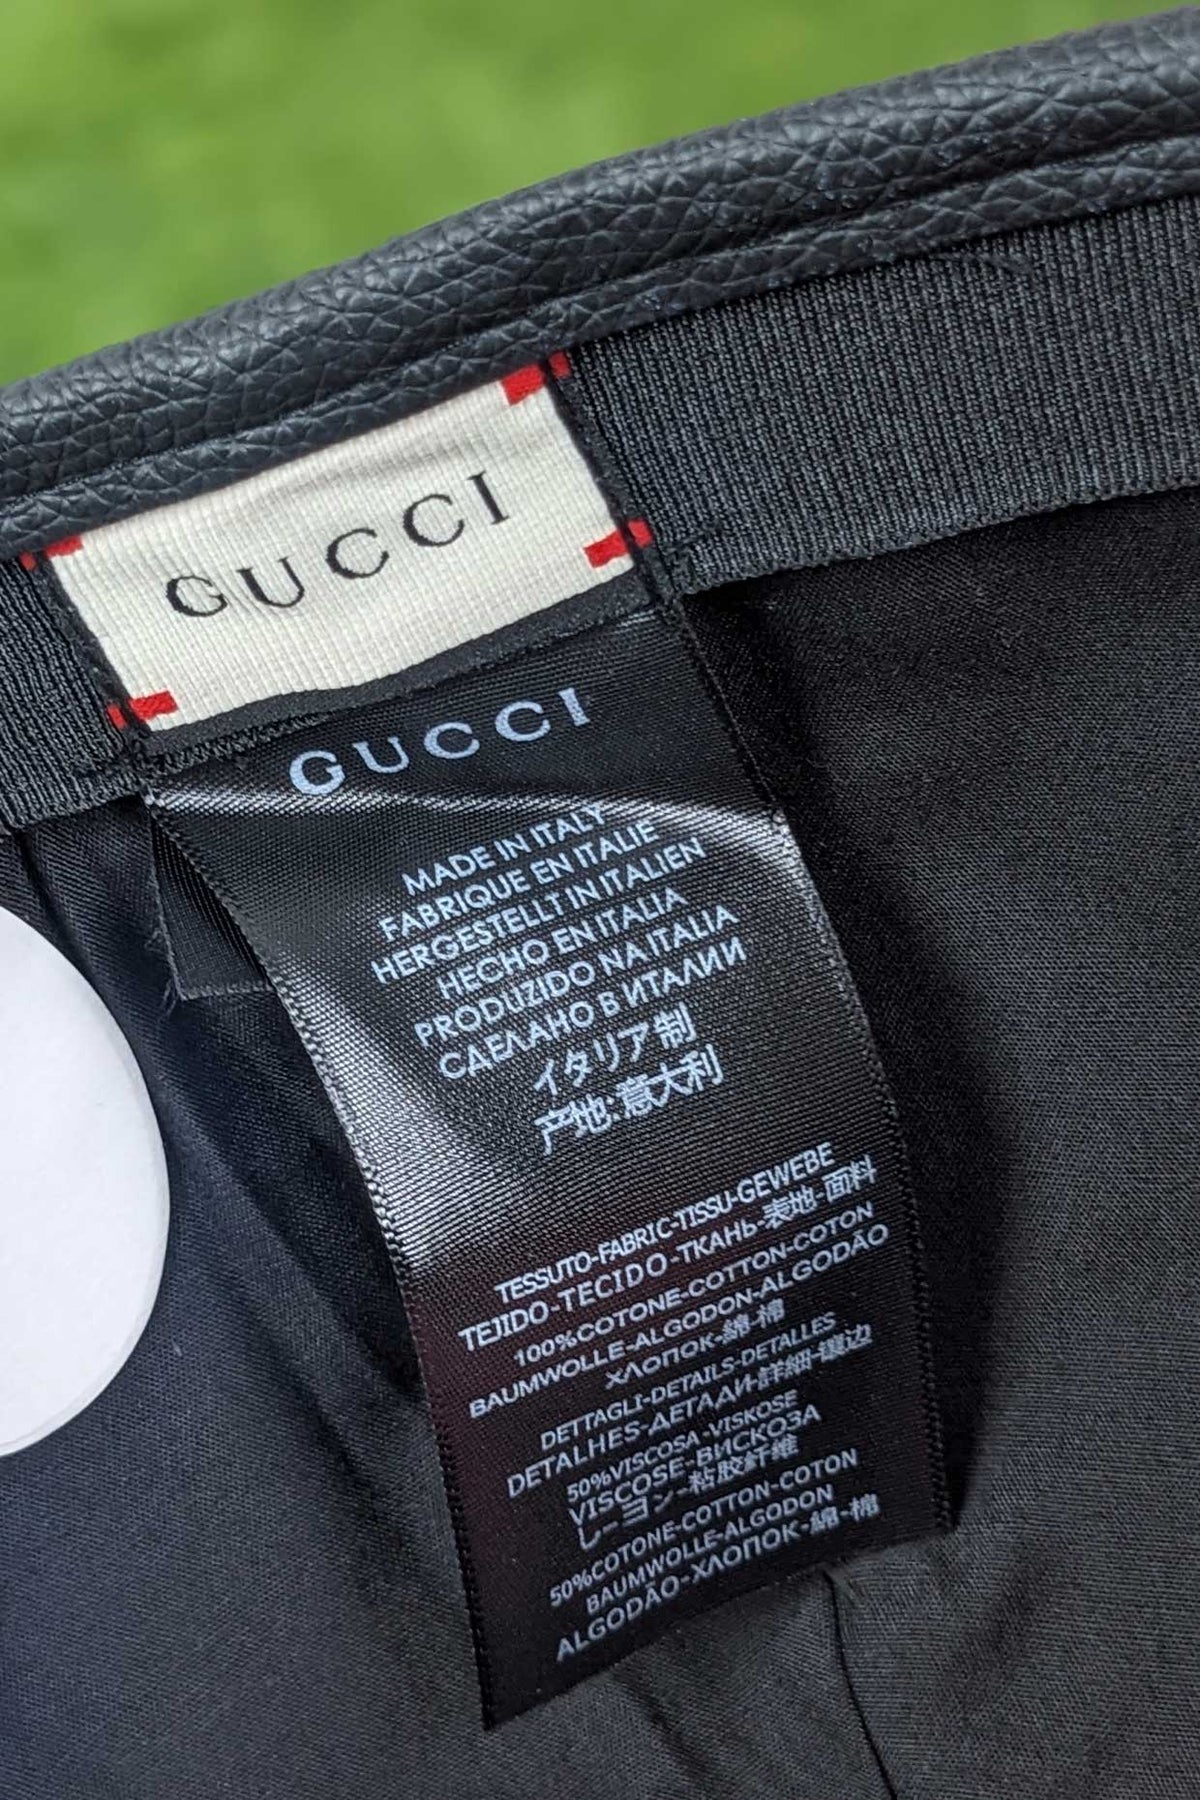 GUCCI
GUCCI
MADE IN ITALY
FABRIQUE EN ITALIE
HERGESTELLT IN ITALIEN
HECHO EN ITALIA
PRODUZIDO NA ITALIA
СДЕЛАНО В ИТАЛИИ
イタリア制
产地:意大利
TESSUTO-FABRIC-TISSU-GEWEBE
TEJIDO-TECIDO-ТКАНЬ-表地-面料
100%COTONE-COTTON-COTON
BAUMWOLLE-ALGODON-ALGODÃO
ХЛОПОК-綿-棉
DETTAGLI-DETAILS-DETALLES
DETALHES-ДЕТАДИ-詳細-镶边
50%VISCOSA-VISKOSE
VISCOSE-ВИСКОЗА
レーヨン-粘胶纤维
50%COTONE-COTTON-COTON
BAUMWOLLE-ALGODON
ALGODÃO-ХЛОПОК-綿-棉